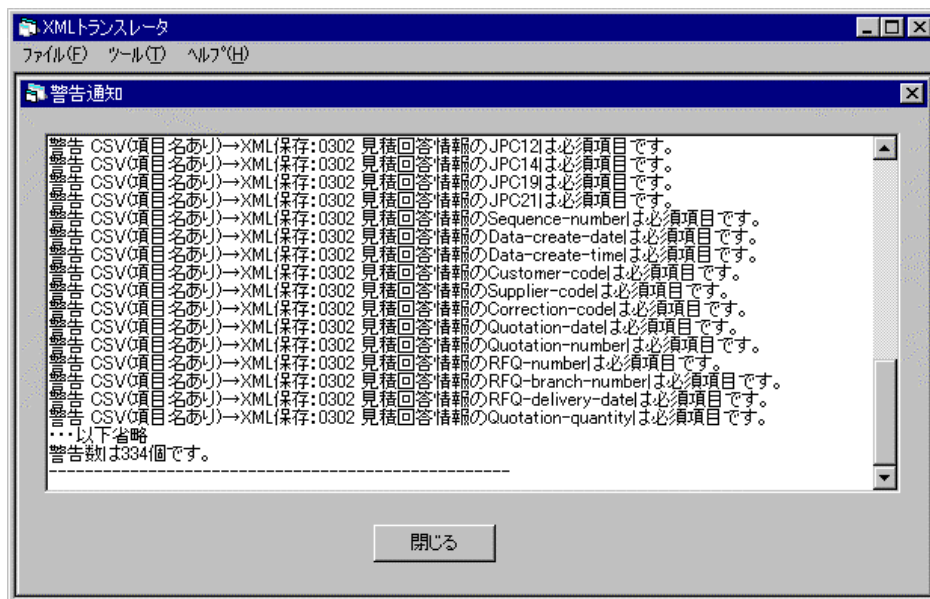 XMLトランスレータ
ファイル(F) ツール(T) ヘルプ(H)
警告通知
警告 CSV(項目名あり)→XML保存:0302 見積回答情報のJPC12は必須項目です。
警告 CSV(項目名あり)→XML保存:0302 見積回答情報のJPC14は必須項目です。
警告 CSV(項目名あり)→XML保存:0302 見積回答情報のJPC19は必須項目です。
警告 CSV(項目名あり)→XML保存:0302 見積回答情報のJPC21は必須項目です。
警告 CSV(項目名あり)→XML保存:0302 見積回答情報のSequence-numberは必須項目です。
警告 CSV(項目名あり)→XML保存:0302 見積回答情報のData-create-dateは必須項目です。
警告 CSV(項目名あり)→XML保存:0302 見積回答情報のData-create-timeは必須項目です。
警告 CSV(項目名あり)→XML保存:0302 見積回答情報のCustomer-codeは必須項目です。
警告 CSV(項目名あり)→XML保存:0302 見積回答情報のSupplier-codeは必須項目です。
警告 CSV(項目名あり)→XML保存:0302 見積回答情報のCorrection-codeは必須項目です。
警告 CSV(項目名あり)→XML保存:0302 見積回答情報のQuotation-dateは必須項目です。
警告 CSV(項目名あり)→XML保存:0302 見積回答情報のQuotation-numberは必須項目です。
警告 CSV(項目名あり)→XML保存:0302 見積回答情報のRFQ-numberは必須項目です。
警告 CSV(項目名あり)→XML保存:0302 見積回答情報のRFQ-branch-numberは必須項目です。
警告 CSV(項目名あり)→XML保存:0302 見積回答情報のRFQ-delivery-dateは必須項目です。
警告 CSV(項目名あり)→XML保存:0302 見積回答情報のQuotation-quantityは必須項目です。
・・・以下省略
警告数は334個です。
----------------------------------------------------
閉じる